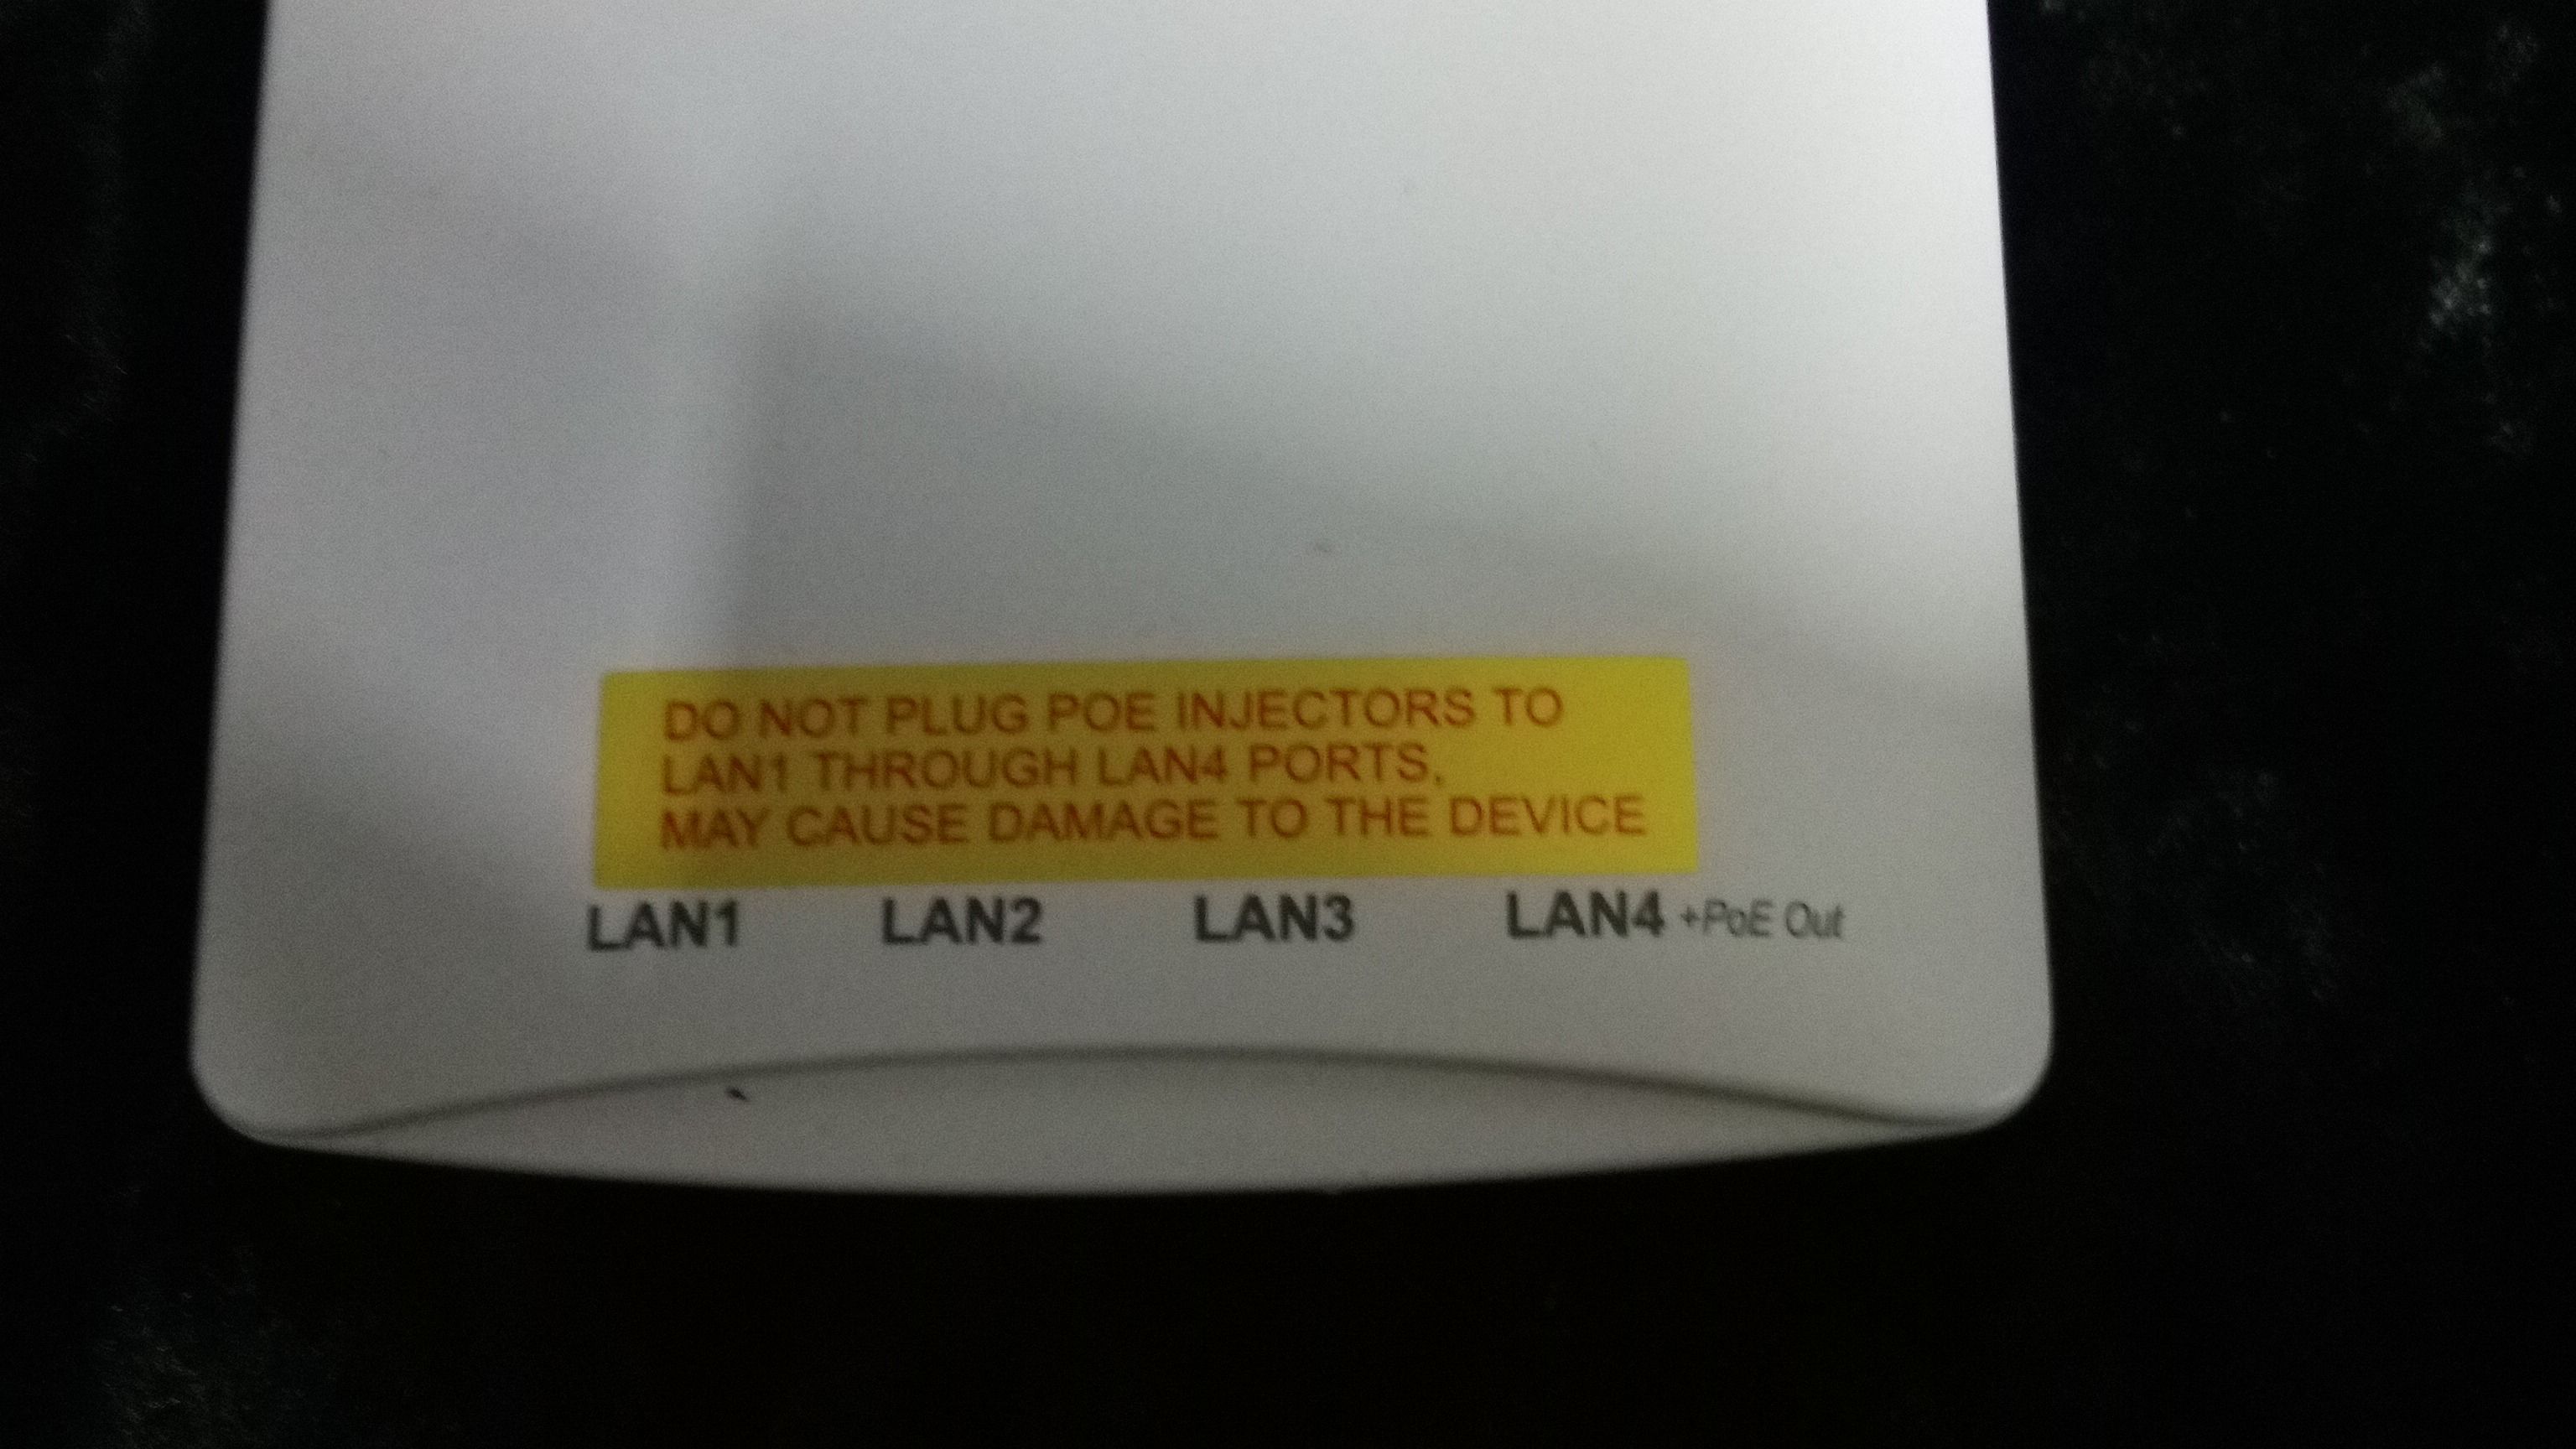 DO NOT PLUG POE INJECTORS TO
LAN1 THROUGH LAN4 PORTS,
MAY CAUSE DAMAGE TO THE DEVICE
LAN1 LAN2 LAN3 LAN4 +PoE Out